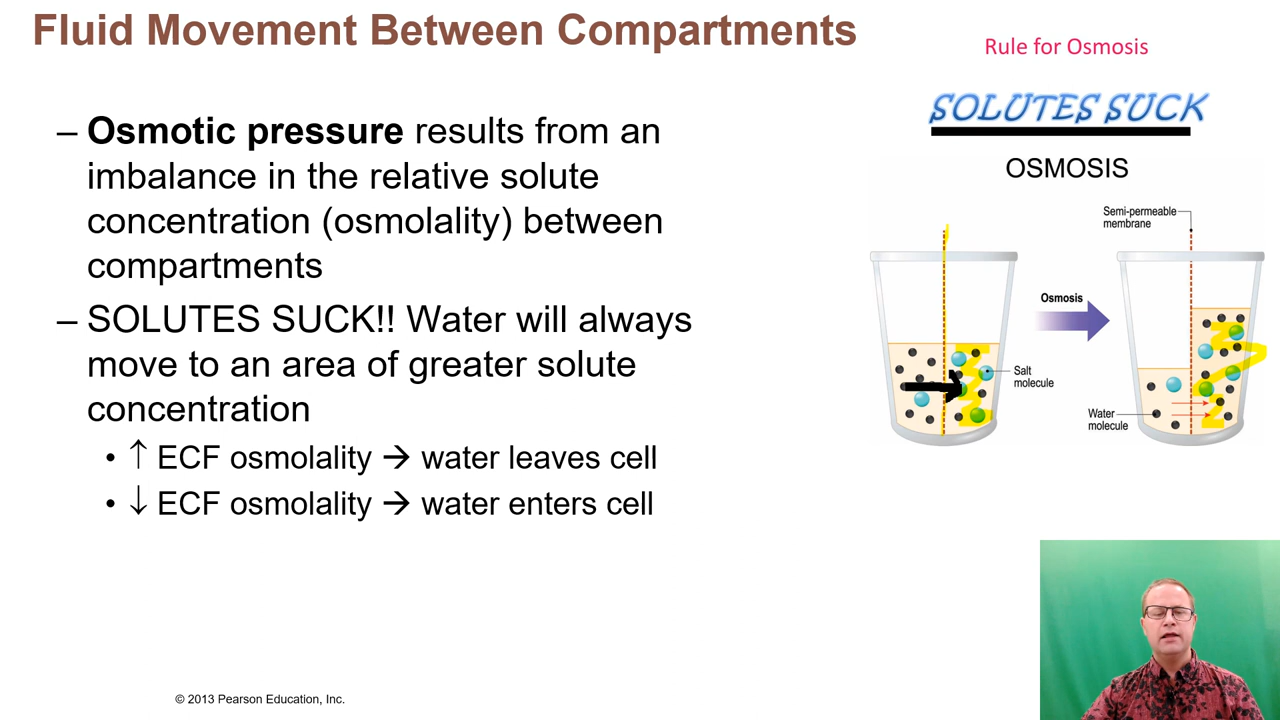 Fluid Movement Between Compartments
– Osmotic pressure results from an
imbalance in the relative solute
concentration (osmolality) between
compartments
– SOLUTES SUCK!! Water will always
move to an area of greater solute
concentration
• ↑ ECF osmolality → water leaves cell
• ↓ ECF osmolality → water enters cell
© 2013 Pearson Education, Inc.
Rule for Osmosis
SOLUTES SUCK
OSMOSIS
Semi-permeable
membrane
Osmosis
Salt
molecule
Water
molecule